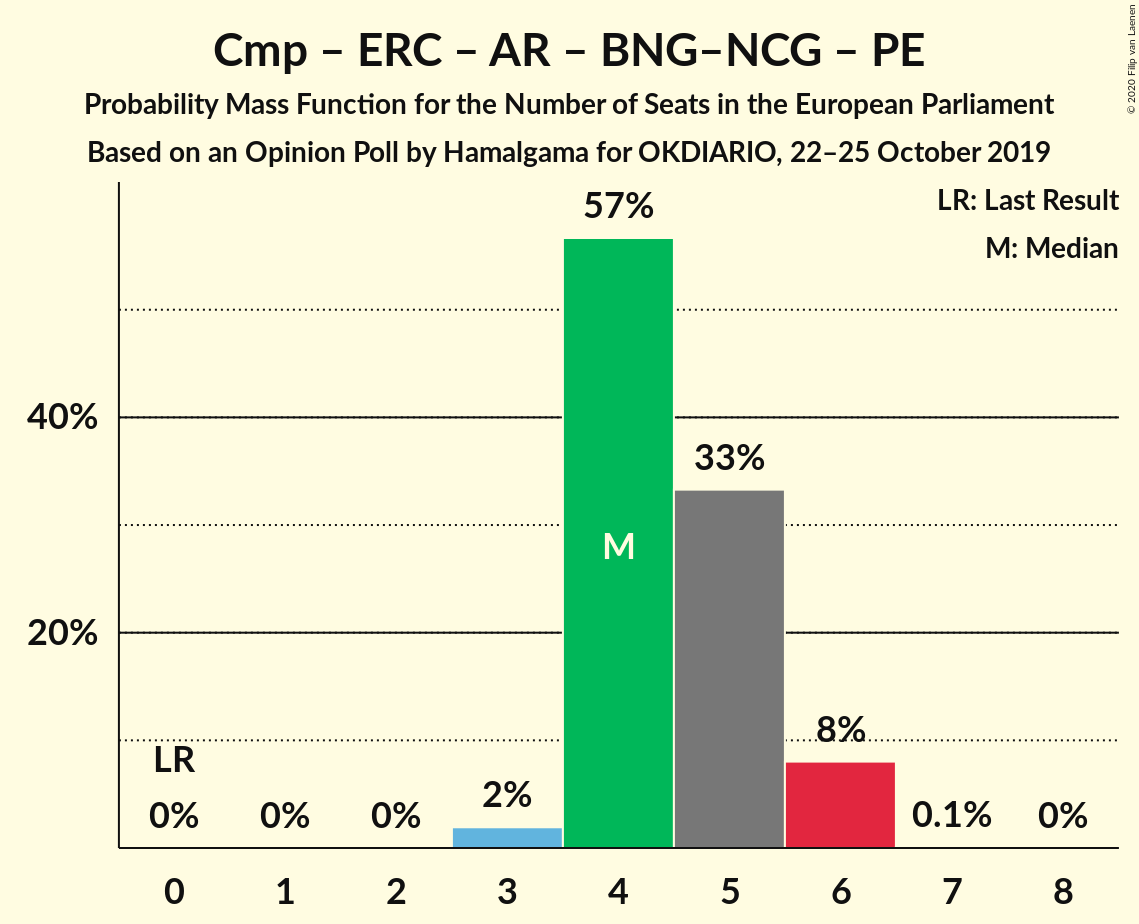 Cmp – ERC – AR – BNG–NCG – PE
Probability Mass Function for the Number of Seats in the European Parliament
Based on an Opinion Poll by Hamalgama for OKDIARIO, 22–25 October 2019
© 2020 Filip van Laenen
LR: Last Result
M: Median
57%
40%
33%
M
20%
8%
LR
2%
0% 0% 0% 0.1% 0%
0 1 2 3 4 5 6 7 8